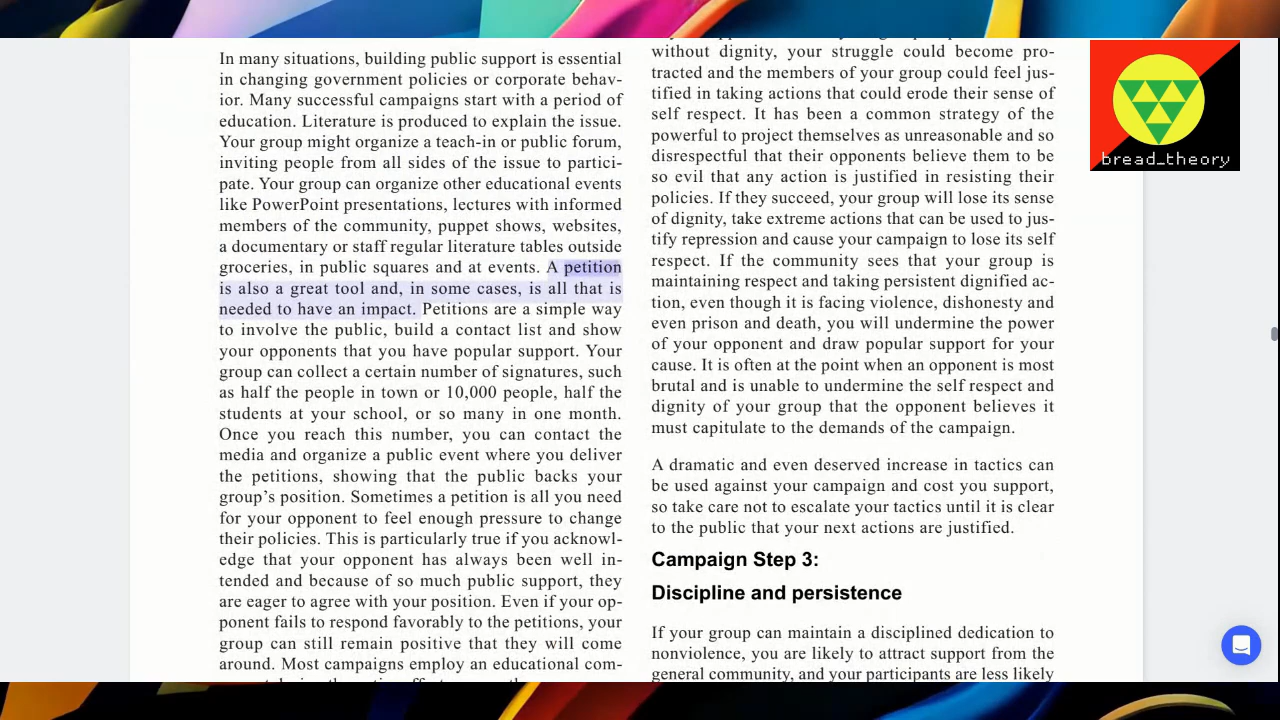 In many situations, building public support is essential
in changing government policies or corporate behav-
ior. Many successful campaigns start with a period of
education. Literature is produced to explain the issue.
Your group might organize a teach-in or public forum,
inviting people from all sides of the issue to partici-
pate. Your group can organize other educational events
like PowerPoint presentations, lectures with informed
members of the community, puppet shows, websites,
a documentary or staff regular literature tables outside
groceries, in public squares and at events. A petition
is also a great tool and, in some cases, is all that is
needed to have an impact. Petitions are a simple way
to involve the public, build a contact list and show
your opponents that you have popular support. Your
group can collect a certain number of signatures, such
as half the people in town or 10,000 people, half the
students at your school, or so many in one month.
Once you reach this number, you can contact the
media and organize a public event where you deliver
the petitions, showing that the public backs your
group's position. Sometimes a petition is all you need
for your opponent to feel enough pressure to change
their policies. This is particularly true if you acknowl-
edge that your opponent has always been well in-
tended and because of so much public support, they
are eager to agree with your position. Even if your op-
ponent fails to respond favorably to the petitions, your
group can still remain positive that they will come
around. Most campaigns employ an educational com-
without dignity, your struggle could become pro-
tracted and the members of your group could feel jus-
tified in taking actions that could erode their sense of
self respect. It has been a common strategy of the
powerful to project themselves as unreasonable and so
disrespectful that their opponents believe them to be
so evil that any action is justified in resisting their
policies. If they succeed, your group will lose its sense
of dignity, take extreme actions that can be used to jus-
tify repression and cause your campaign to lose its self
respect. If the community sees that your group is
maintaining respect and taking persistent dignified ac-
tion, even though it is facing violence, dishonesty and
even prison and death, you will undermine the power
of your opponent and draw popular support for your
cause. It is often at the point when an opponent is most
brutal and is unable to undermine the self respect and
dignity of your group that the opponent believes it
must capitulate to the demands of the campaign.
A dramatic and even deserved increase in tactics can
be used against your campaign and cost you support,
so take care not to escalate your tactics until it is clear
to the public that your next actions are justified.
Campaign Step 3:
Discipline and persistence
If your group can maintain a disciplined dedication to
nonviolence, you are likely to attract support from the
general community, and your participants are less likely
bread_theory